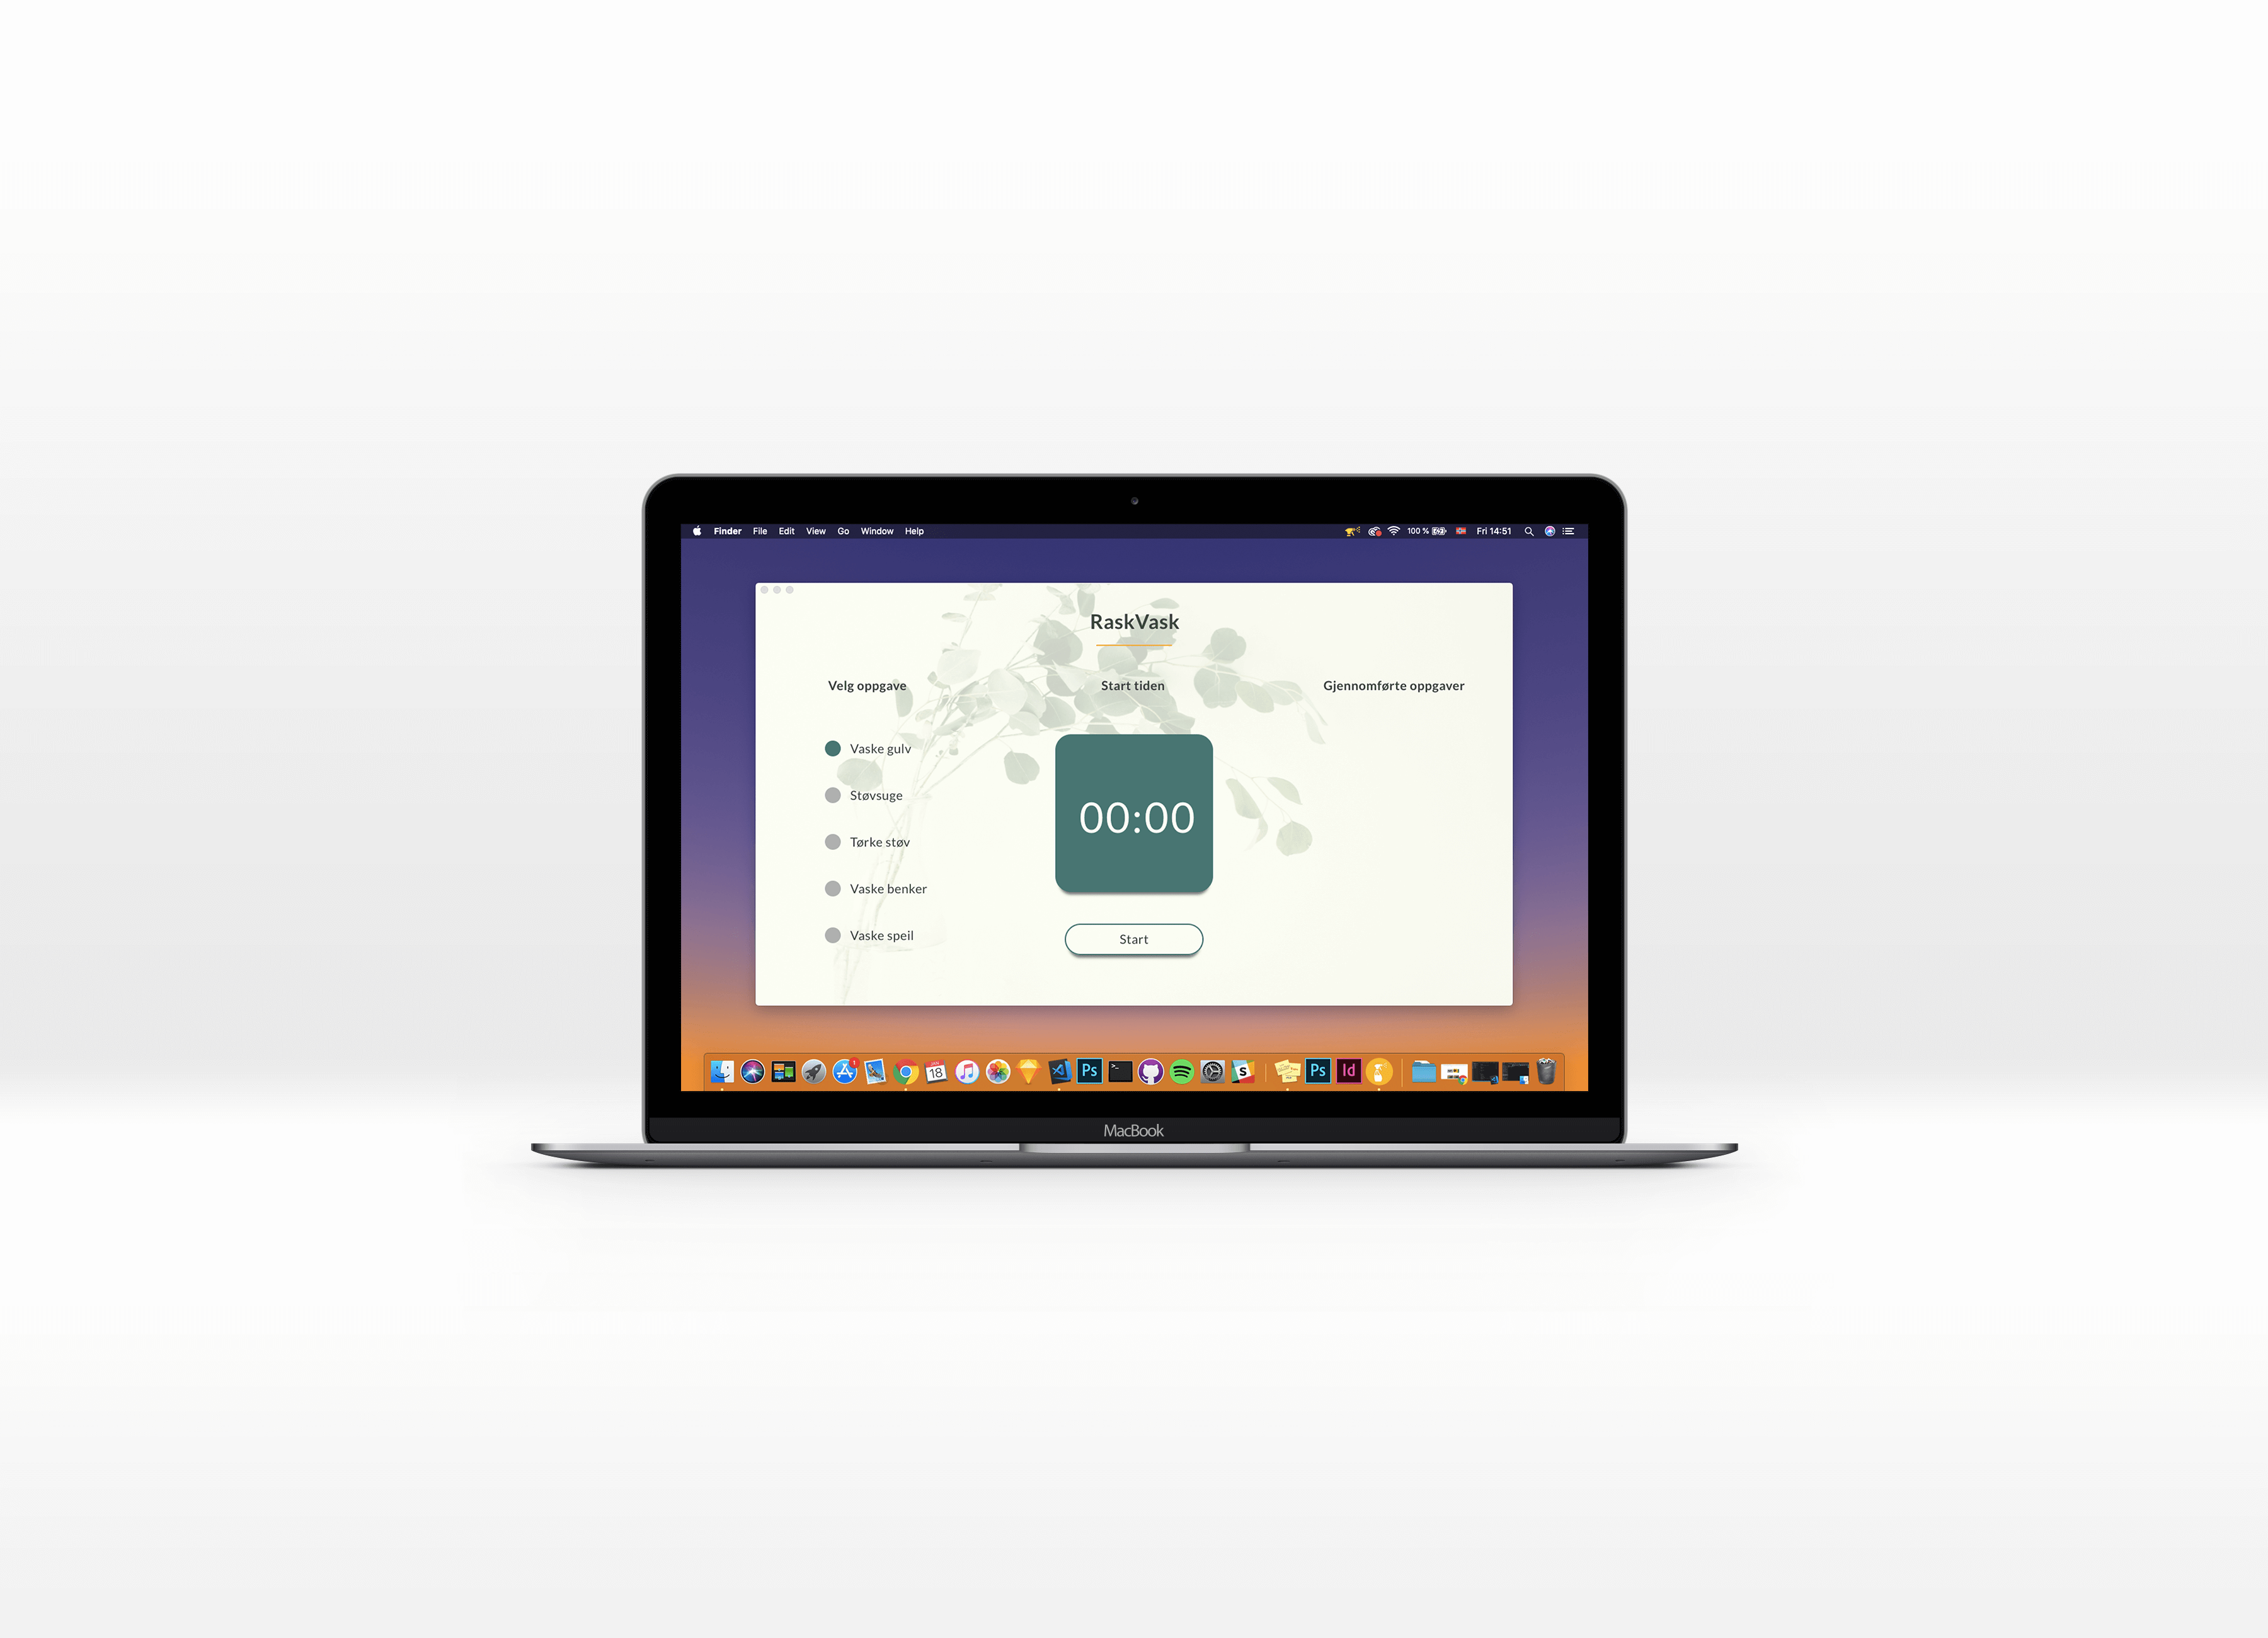 Finder File Edit View Go Window Help 100 % Fri 14:51
RaskVask
Velg oppgave
Start tiden
Gjennomførte oppgaver
Vaske gulv
Støvsuge
Tørke støv
Vaske benker
Vaske speil
00:00
Start
1
18
Ps
S
Ps
Id
MacBook